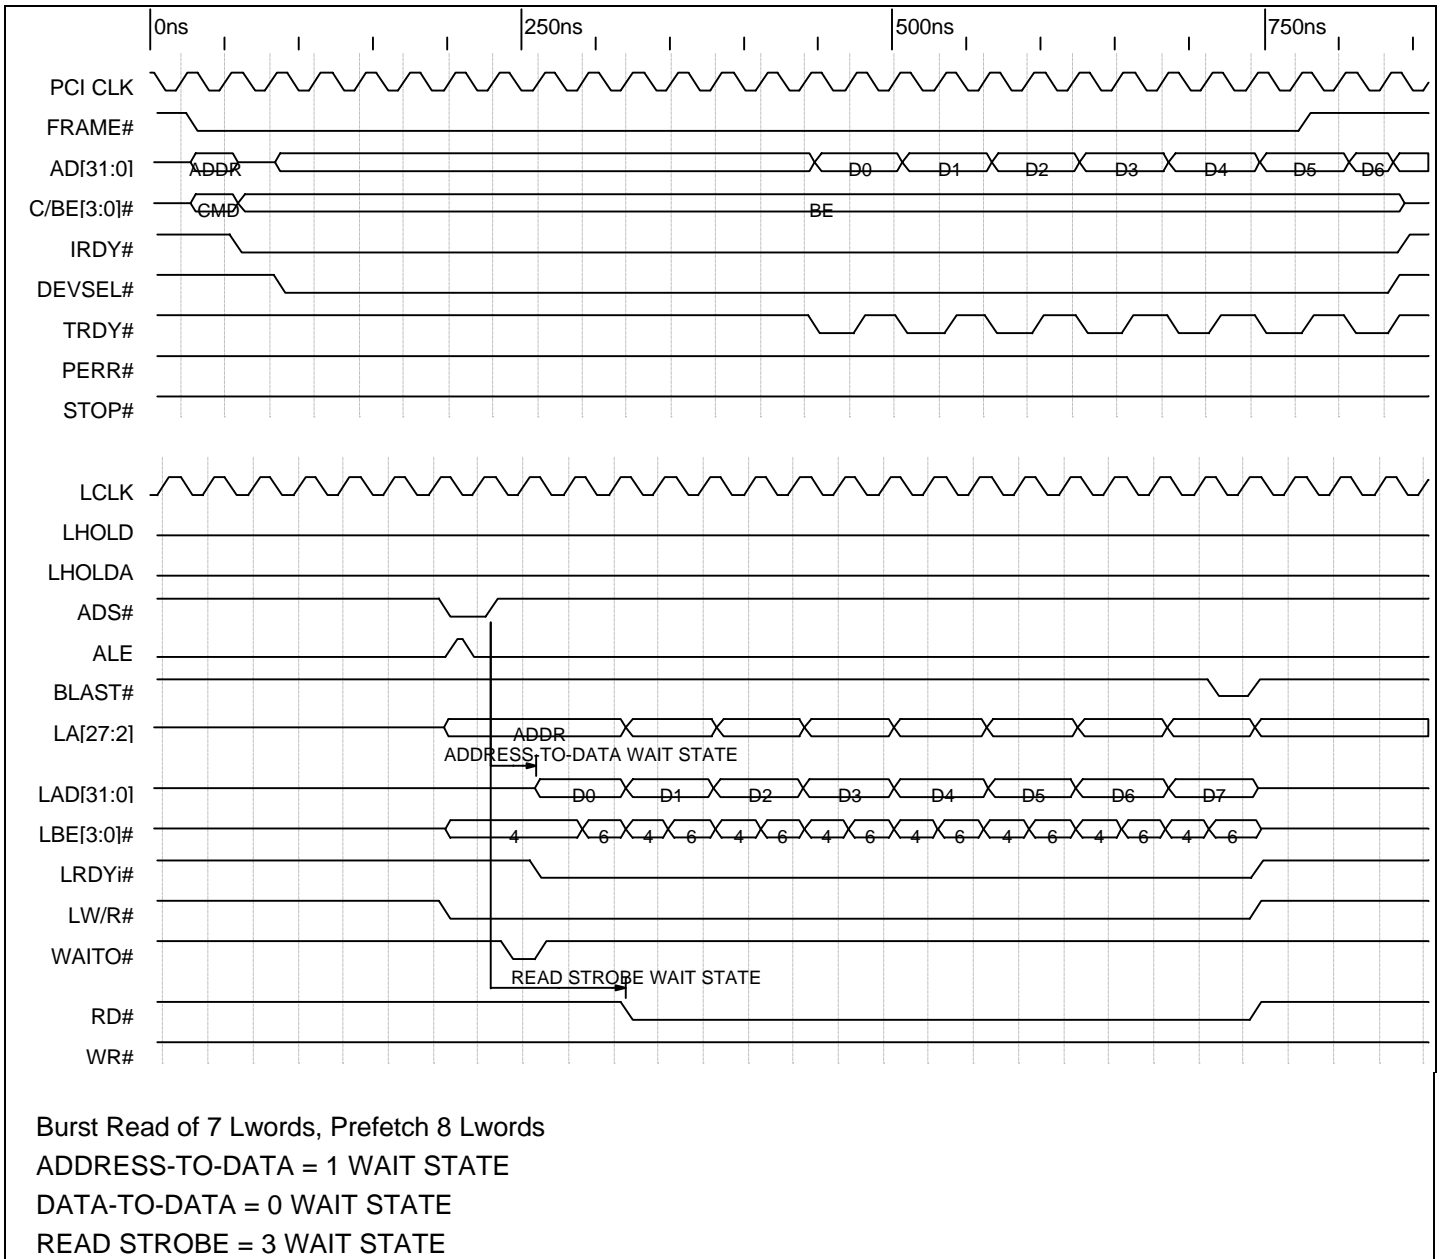 0ns 250ns 500ns 750ns
PCI CLK
FRAME#
AD[31:0] ADDR D0 D1 D2 D3 D4 D5 D6
C/BE[3:0]# CMD BE
IRDY#
DEVSEL#
TRDY#
PERR#
STOP#
LCLK
LHOLD
LHOLDA
ADS#
ALE
BLAST#
LA[27:2] ADDR
ADDRESS-TO-DATA WAIT STATE
LAD[31:0] D0 D1 D2 D3 D4 D5 D6 D7
LBE[3:0]# 4 6 4 6 4 6 4 6 4 6 4 6 4 6 4 6
LRDYi#
LW/R#
WAITO#
READ STROBE WAIT STATE
RD#
WR#
Burst Read of 7 Lwords, Prefetch 8 Lwords
ADDRESS-TO-DATA = 1 WAIT STATE
DATA-TO-DATA = 0 WAIT STATE
READ STROBE = 3 WAIT STATE